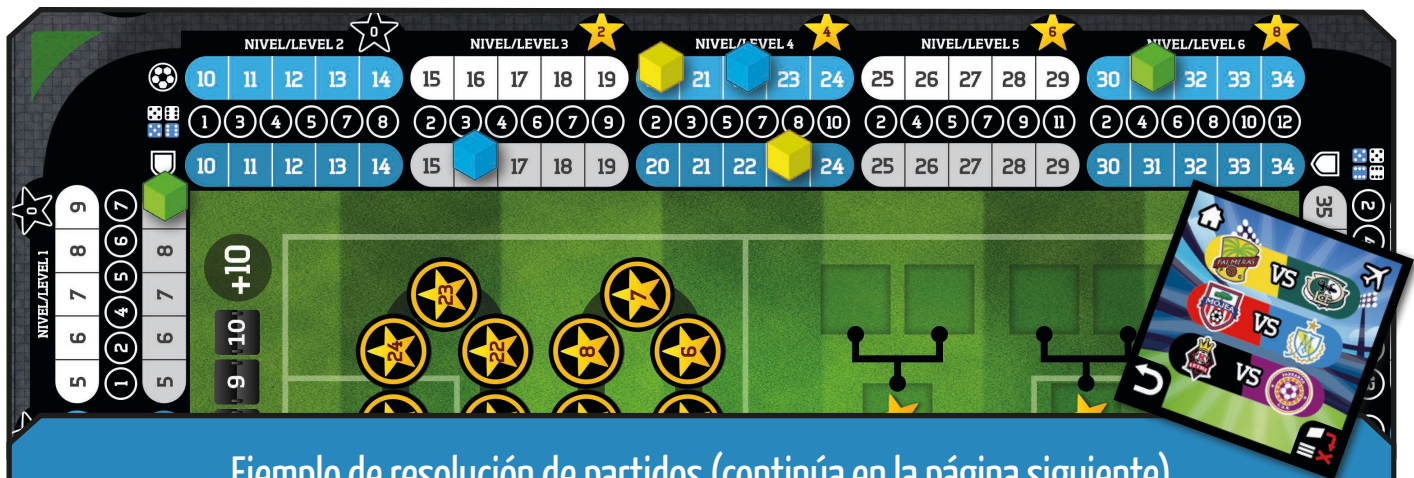 NIVEL/LEVEL 2 0 NIVEL/LEVEL 3 2 NIVEL/LEVEL 4 4 NIVEL/LEVEL 5 6 NIVEL/LEVEL 6 8
10 11 12 13 14 15 16 17 18 19 21 23 24 25 26 27 28 29 30 32 33 34
1 3 4 5 7 8 2 3 4 6 7 9 2 3 5 7 8 10 2 4 5 7 9 11 2 4 6 8 10 12
10 11 12 13 14 15 17 18 19 20 21 22 24 25 26 27 28 29 30 31 32 33 34
NIVEL/LEVEL 1 0
9 8 7 6 5
7 6 5 4 2 1
8 7 6 5
+10
10
9
23
24 22
7
8 6
35
2
PALMERAS VS GF
MÓJEA VS
VS
Ejemplo de resolución de partidos (continúa en la página siguiente)